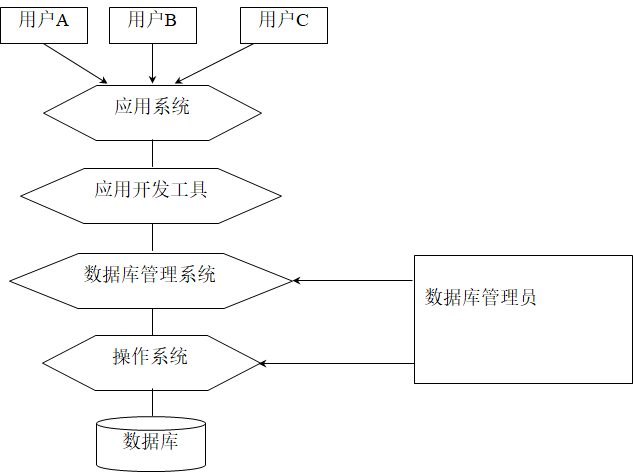 用户A
用户B
用户C
应用系统
应用开发工具
数据库管理系统
数据库管理员
操作系统
数据库